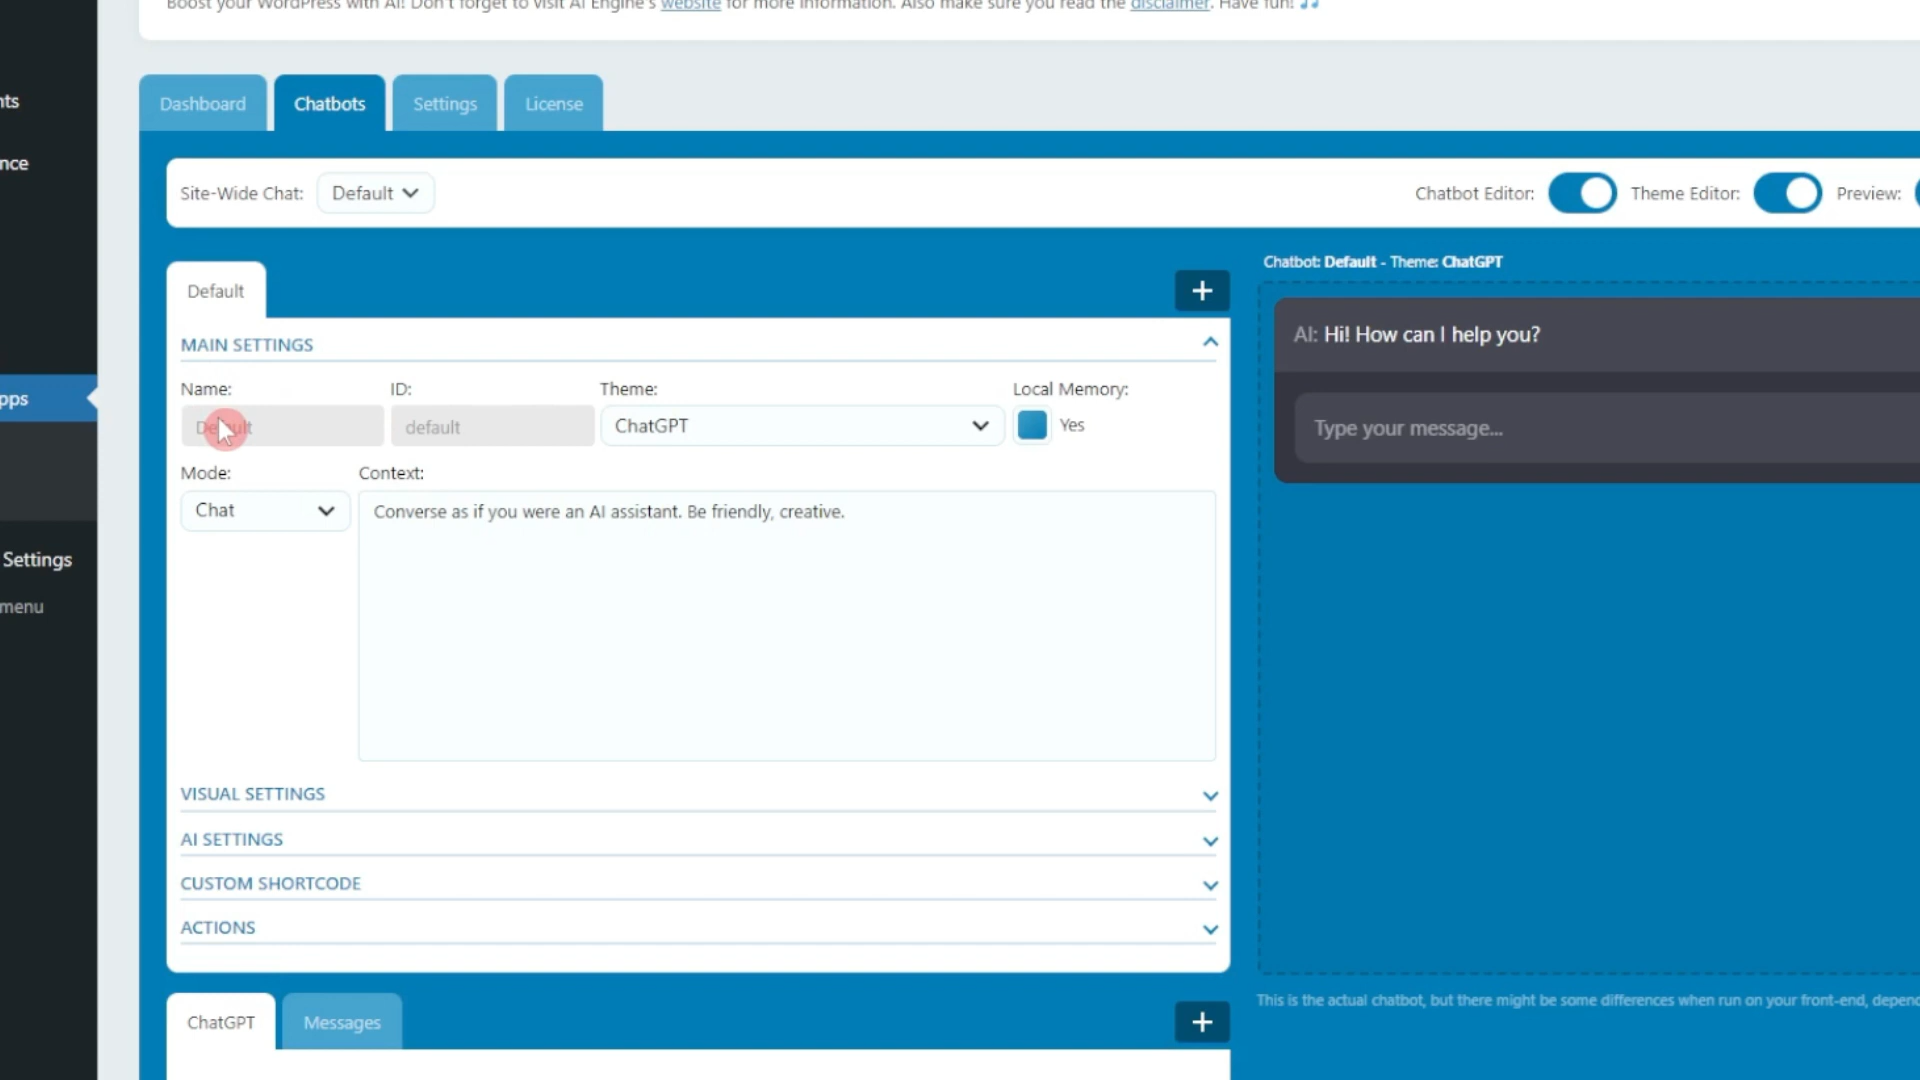 Boost your WordPress with AI! Don't forget to visit AI Engine's website for more information. Also make sure you read the disclaimer. Have fun! 🎵
nts
Dashboard Chatbots Settings License
nce
Site-Wide Chat: Default Chatbot Editor: Theme Editor: Preview:
Default + Chatbot: Default - Theme: ChatGPT
MAIN SETTINGS
AI: Hi! How can I help you?
Name: ID: Theme: Local Memory:
pps
Default default ChatGPT Yes
Type your message...
Mode: Context:
Chat Converse as if you were an AI assistant. Be friendly, creative.
Settings
menu
VISUAL SETTINGS
AI SETTINGS
CUSTOM SHORTCODE
ACTIONS
This is the actual chatbot, but there might be some differences when run on your front-end, depend
ChatGPT Messages +